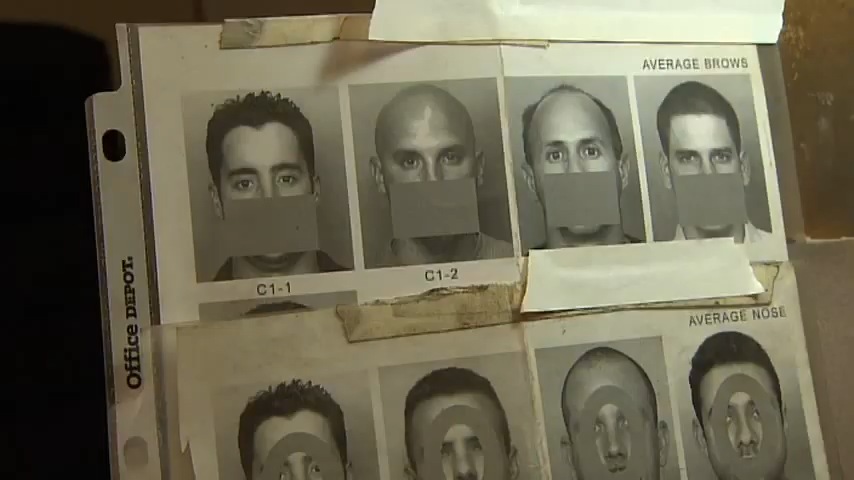 AVERAGE BROWS
C1-1
C1-2
Office DEPOT.
AVERAGE NOSE